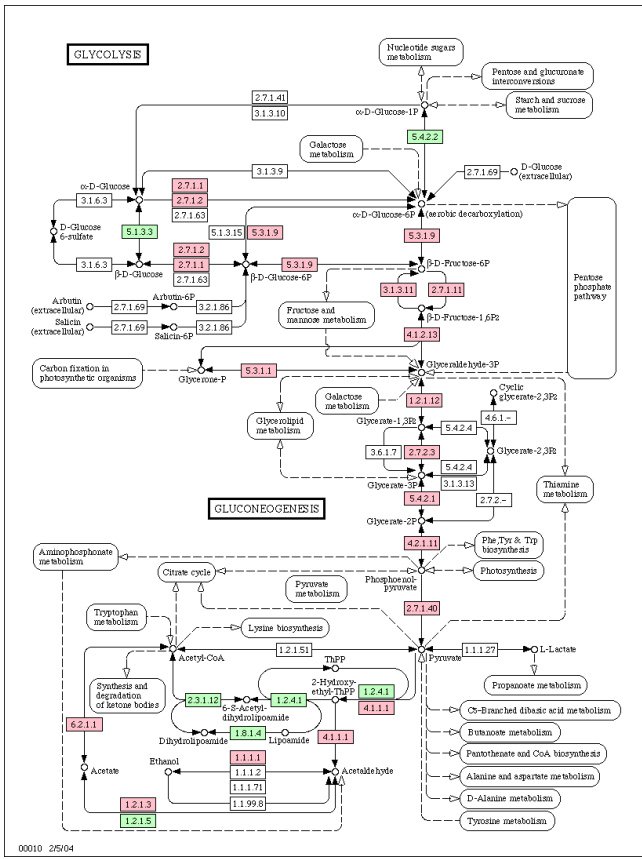 GLYCOLYSIS
Nucleotide sugars
metabolism
Pentose and glucuronate
interconversions
Starch and sucrose
metabolism
2.7.1.41
3.1.3.10
α-D-Glucose-1P
5.4.2.2
Galactose
metabolism
α-D-Glucose
3.1.3.9
2.7.1.69
D-Glucose
(extracellular)
2.7.1.1
2.7.1.2
2.7.1.63
3.1.6.3
α-D-Glucose-6P
(aerobic decarboxylation)
D-Glucose
6-sulfate
5.1.3.3
5.1.3.15
5.3.1.9
5.3.1.9
2.7.1.2
2.7.1.1
2.7.1.63
3.1.6.3
β-D-Glucose
β-D-Glucose-6P
5.3.1.9
β-D-Fructose-6P
Pentose
phosphate
pathway
3.1.3.11
2.7.1.11
Arbutin
(extracellular)
2.7.1.69
Arbutin-6P
3.2.1.86
Salicin
(extracellular)
2.7.1.69
Salicin-6P
3.2.1.86
Fructose and
mannose metabolism
β-D-Fructose-1,6P2
4.1.2.13
Carbon fixation in
photosynthetic organisms
5.3.1.1
Glycerone-P
Glyceraldehyde-3P
Galactose
metabolism
1.2.1.12
Cyclic
glycerate-2,3P2
Glycerolipid
metabolism
Glycerate-1,3P2
4.6.1.-
5.4.2.4
3.6.1.7
2.7.2.3
Glycerate-2,3P2
5.4.2.4
3.1.3.13
Glycerate-3P
Thiamine
metabolism
5.4.2.1
2.7.2.-
GLUCONEOGENESIS
Glycerate-2P
4.2.1.11
Phe,Tyr & Trp
biosynthesis
Aminophosphonate
metabolism
Citrate cycle
Photosynthesis
Pyruvate
metabolism
Phosphoenol-
pyruvate
2.7.1.40
Tryptophan
metabolism
Lysine biosynthesis
1.2.1.51
1.1.1.27
L-Lactate
Acetyl-CoA
ThPP
Pyruvate
Propanoate metabolism
Synthesis and
degradation
of ketone bodies
2.3.1.12
1.2.4.1
2-Hydroxy-
ethyl-ThPP
1.2.4.1
4.1.1.1
6-S-Acetyl-
dihydrolipoamide
C5-Branched dibasic acid metabolism
6.2.1.1
1.8.1.4
4.1.1.1
Dihydrolipoamide
Lipoamide
Butanoate metabolism
Pantothenate and CoA biosynthesis
Ethanol
1.1.1.1
1.1.1.2
1.1.1.71
1.1.99.8
Acetate
Acetaldehyde
Alanine and aspartate metabolism
D-Alanine metabolism
1.2.1.3
1.2.1.5
Tyrosine metabolism
00010 2/5/04